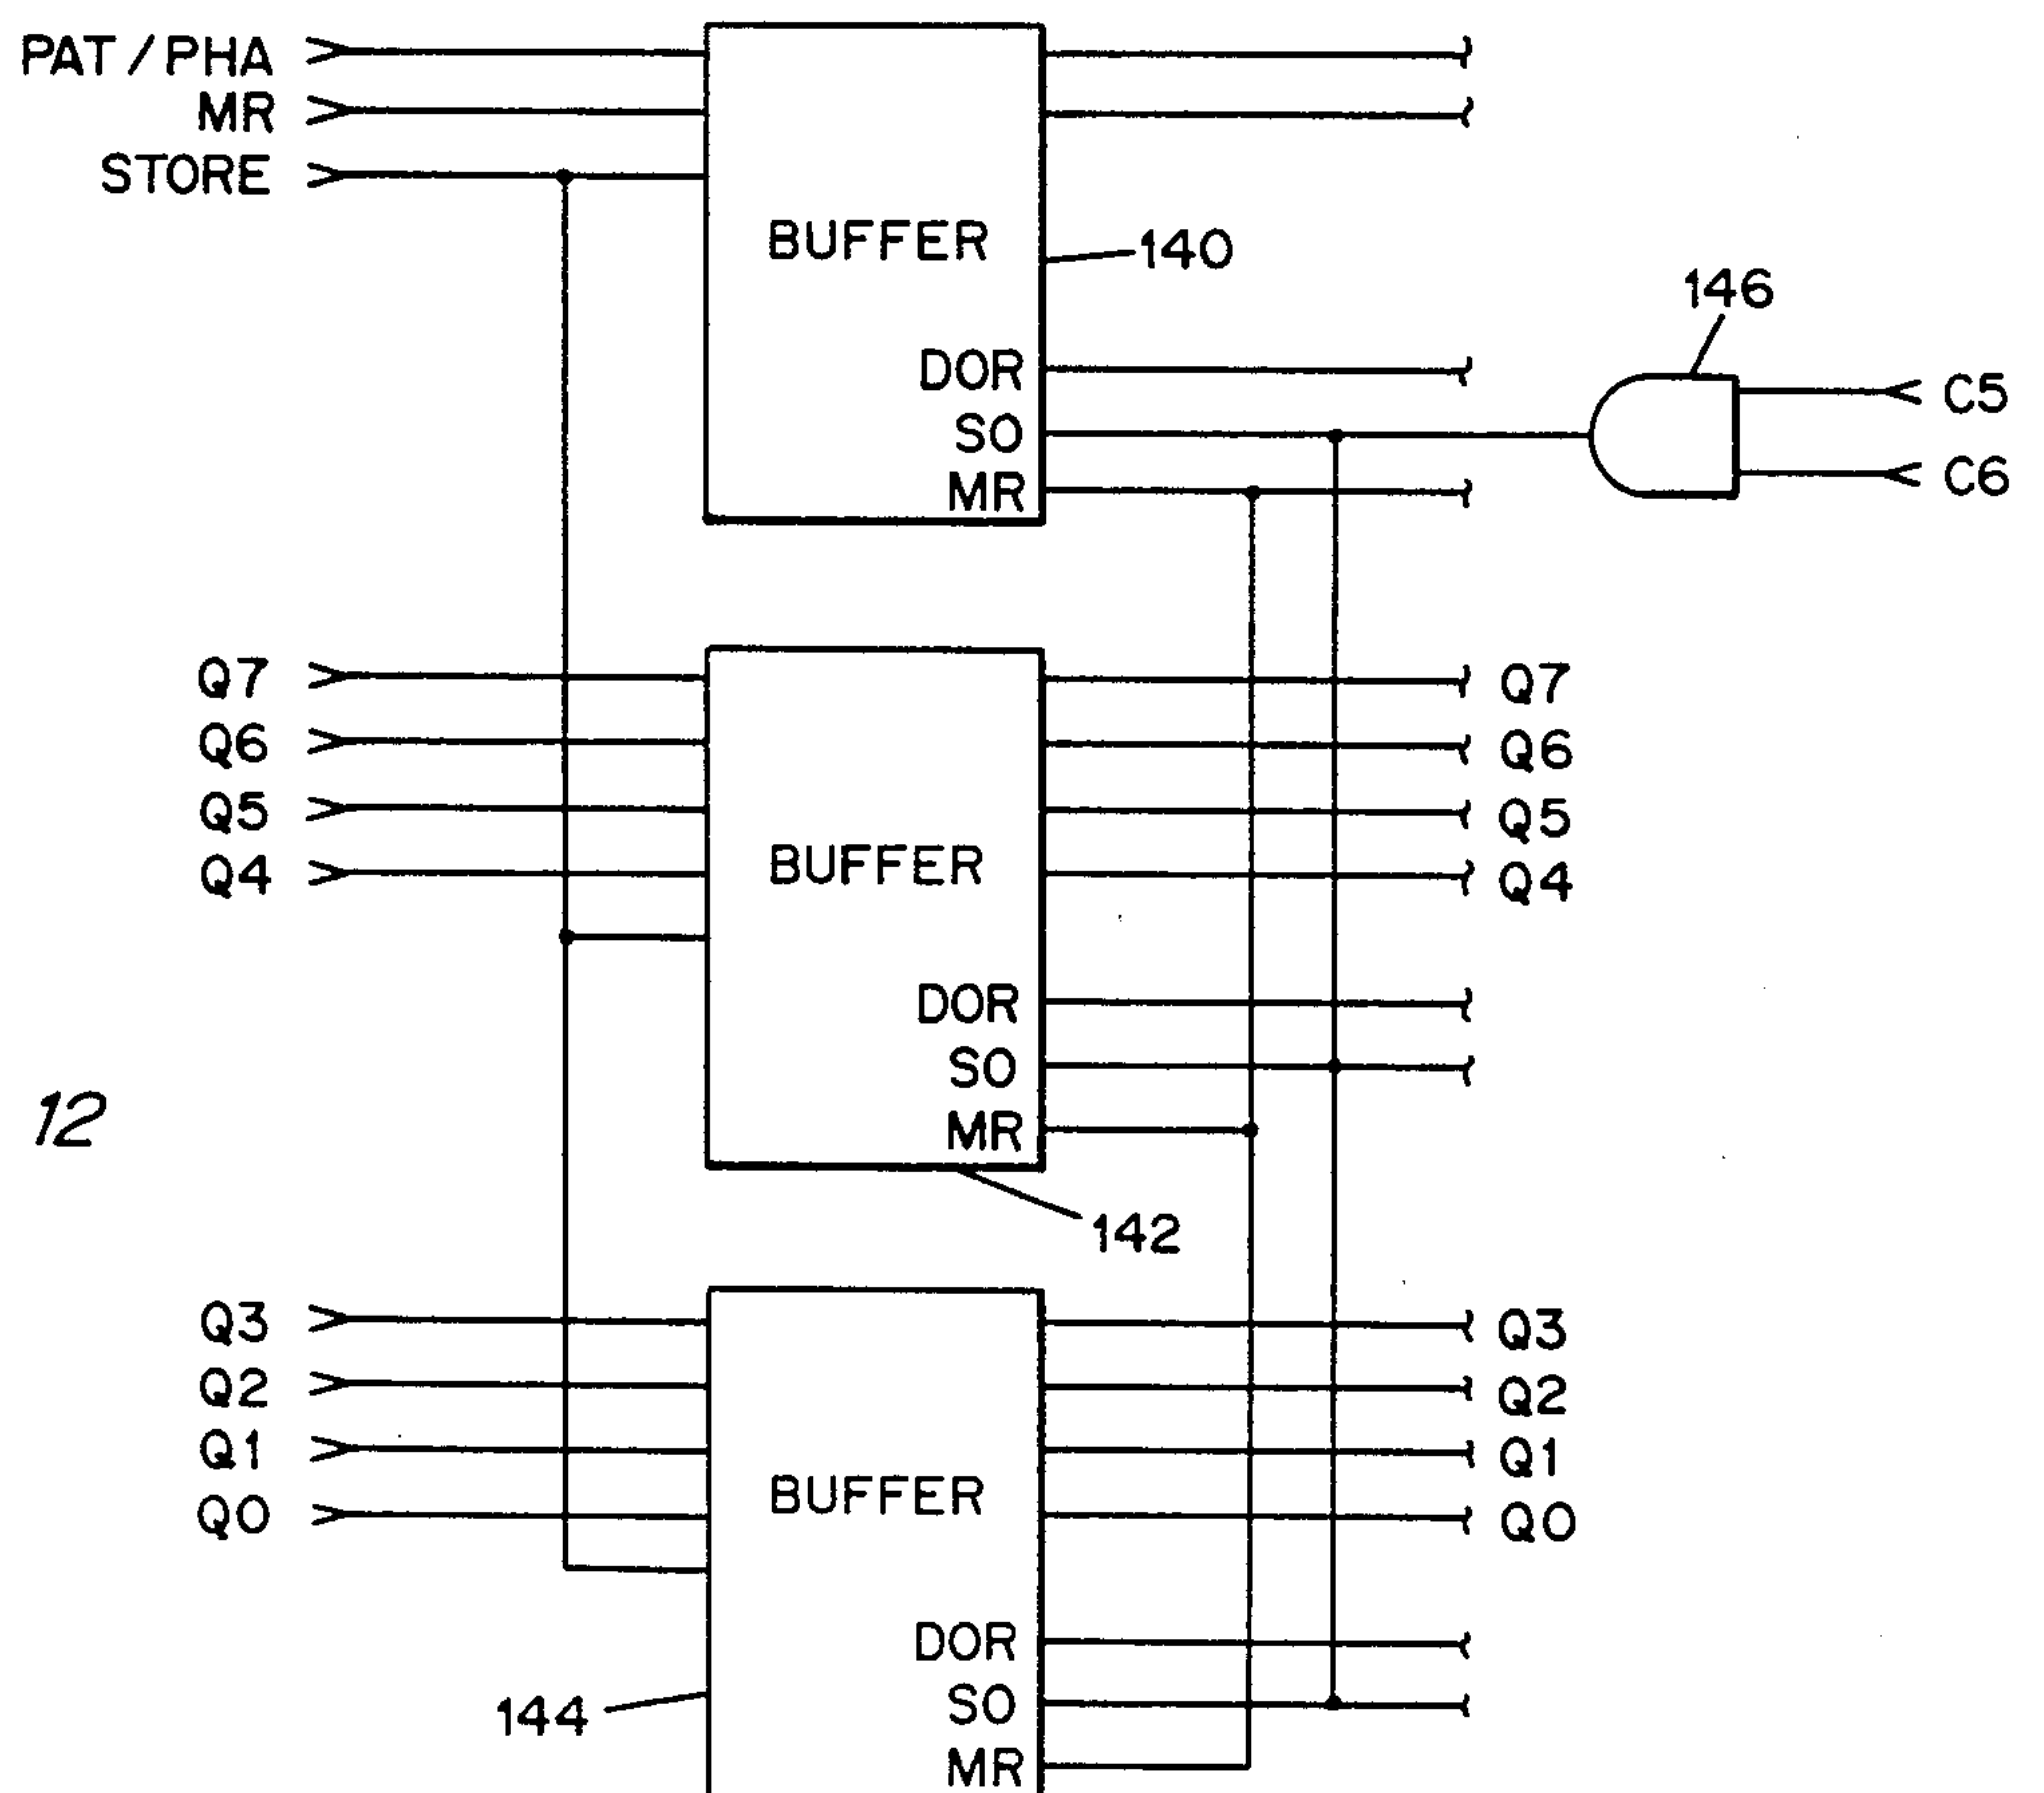 PAT/PHA
MR
STORE
BUFFER
140
146
DOR
SO
MR
C5
C6
Q7
Q6
Q5
Q4
BUFFER
Q7
Q6
Q5
Q4
DOR
SO
MR
12
142
Q3
Q2
Q1
Q0
BUFFER
Q3
Q2
Q1
Q0
DOR
SO
MR
144